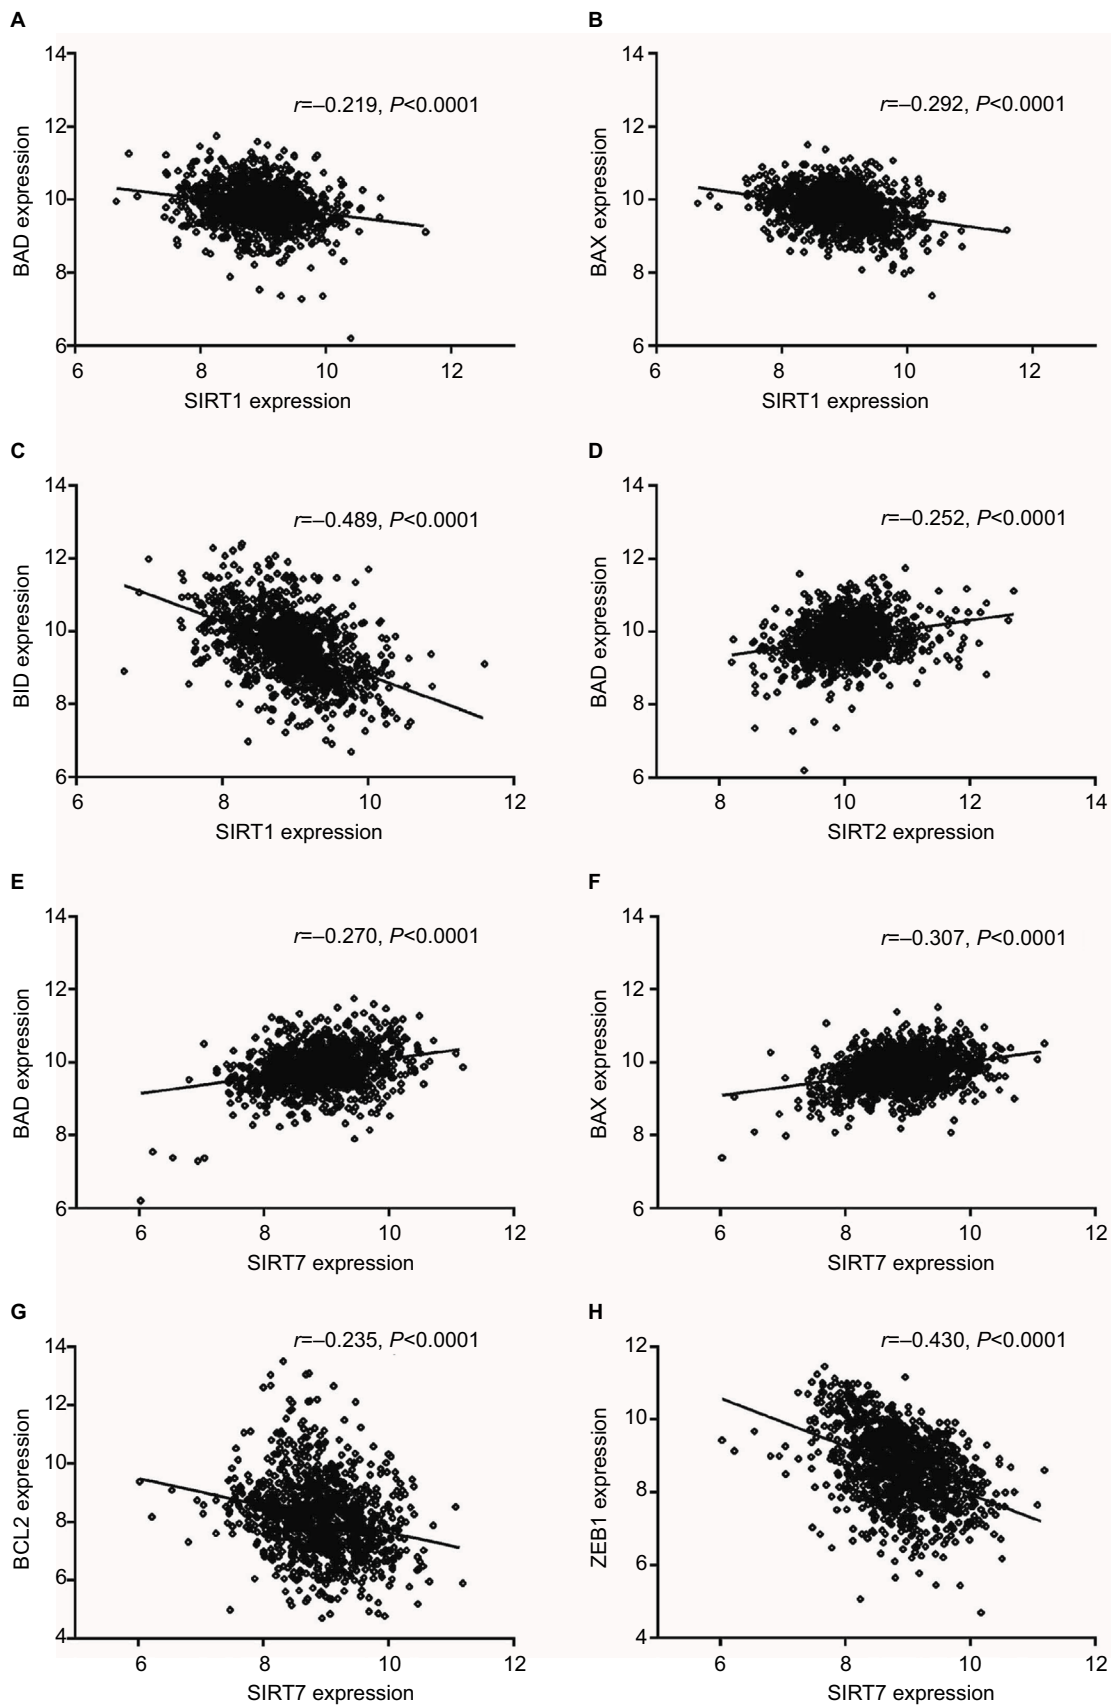 A
14
12
10
8
6
BAD expression
r=–0.219, P<0.0001
6 8 10 12
SIRT1 expression
B
14
12
10
8
6
BAX expression
r=–0.292, P<0.0001
6 8 10 12
SIRT1 expression
C
14
12
10
8
6
BID expression
r=–0.489, P<0.0001
6 8 10 12
SIRT1 expression
D
14
12
10
8
6
BAD expression
r=–0.252, P<0.0001
8 10 12 14
SIRT2 expression
E
14
12
10
8
6
BAD expression
r=–0.270, P<0.0001
6 8 10 12
SIRT7 expression
F
14
12
10
8
6
BAX expression
r=–0.307, P<0.0001
6 8 10 12
SIRT7 expression
G
14
12
10
8
6
4
BCL2 expression
r=–0.235, P<0.0001
6 8 10 12
SIRT7 expression
H
12
10
8
6
4
ZEB1 expression
r=–0.430, P<0.0001
6 8 10 12
SIRT7 expression